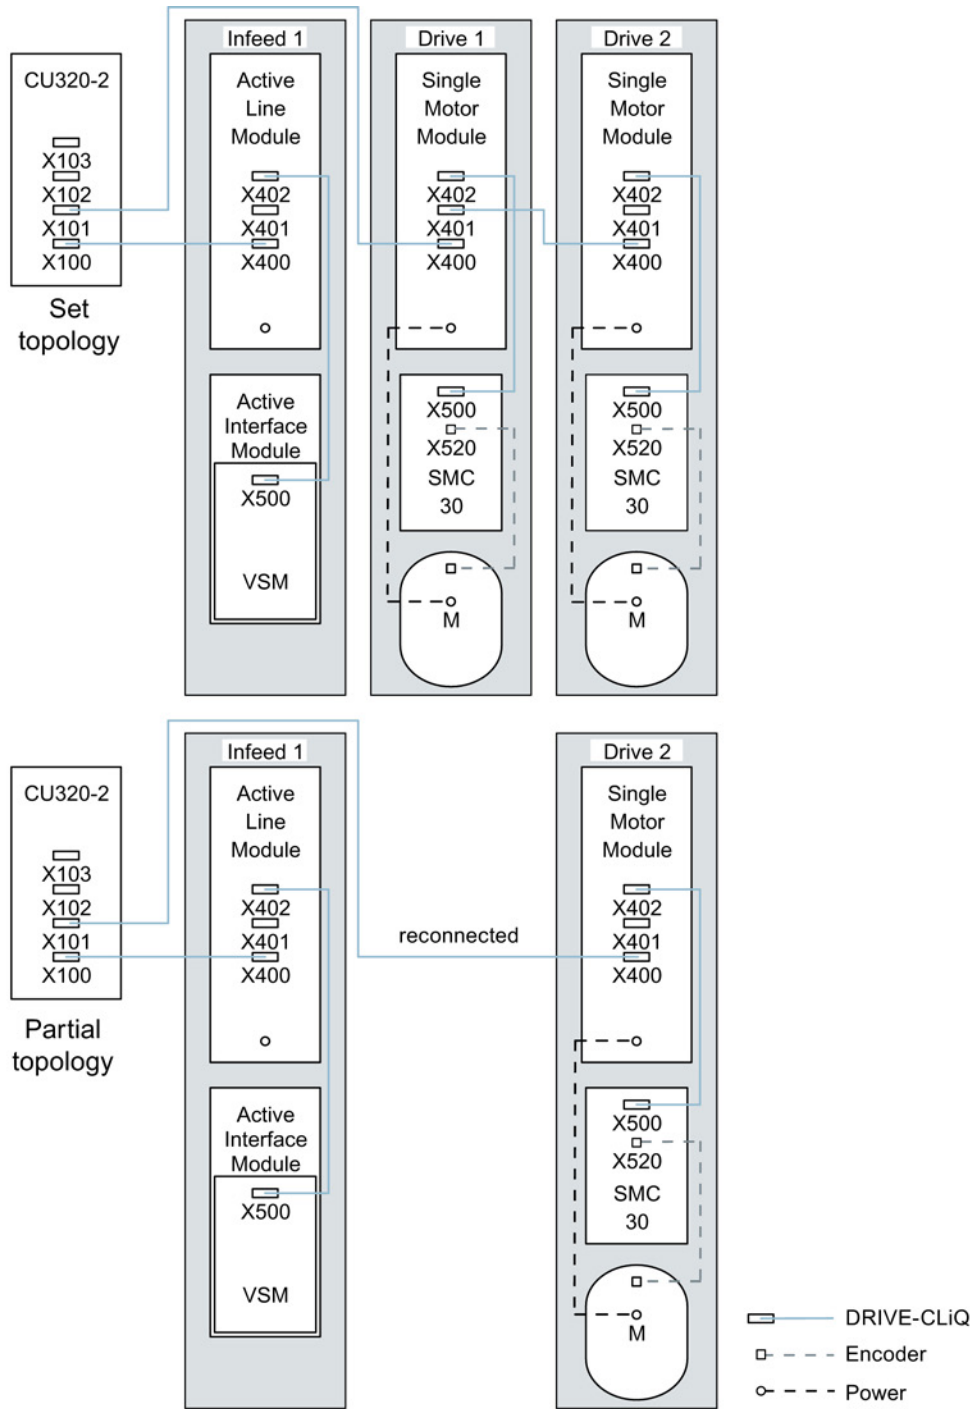 CU320-2
X103
X102
X101
X100
Set
topology
Infeed 1
Active
Line
Module
X402
X401
X400
Active
Interface
Module
X500
VSM
Drive 1
Single
Motor
Module
X402
X401
X400
X500
X520
SMC
30
M
Drive 2
Single
Motor
Module
X402
X401
X400
X500
X520
SMC
30
M
CU320-2
X103
X102
X101
X100
Partial
topology
Infeed 1
Active
Line
Module
X402
X401
X400
Active
Interface
Module
X500
VSM
reconnected
Drive 2
Single
Motor
Module
X402
X401
X400
X500
X520
SMC
30
M
DRIVE-CLiQ
Encoder
Power